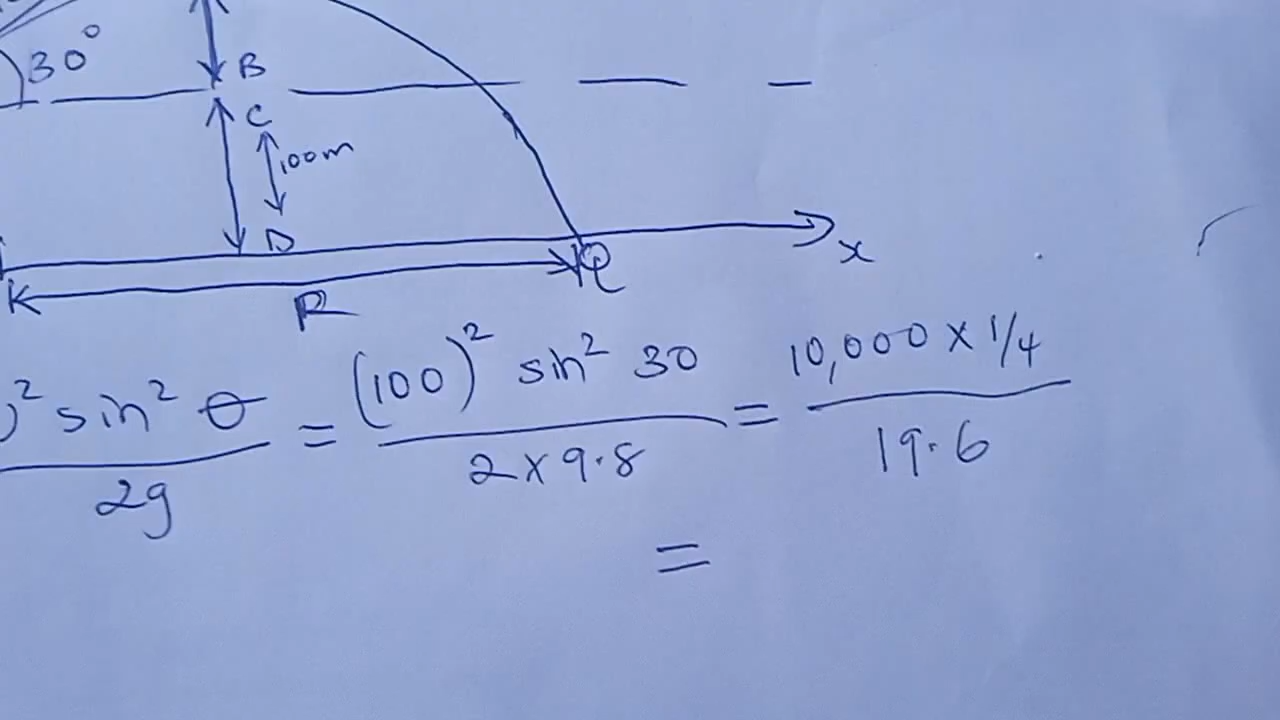 30°
B
C
100m
D
x
K
Q
R
² sin² θ / 2g = (100)² sin² 30 / 2 x 9.8 = 10,000 x 1/4 / 19.6
=